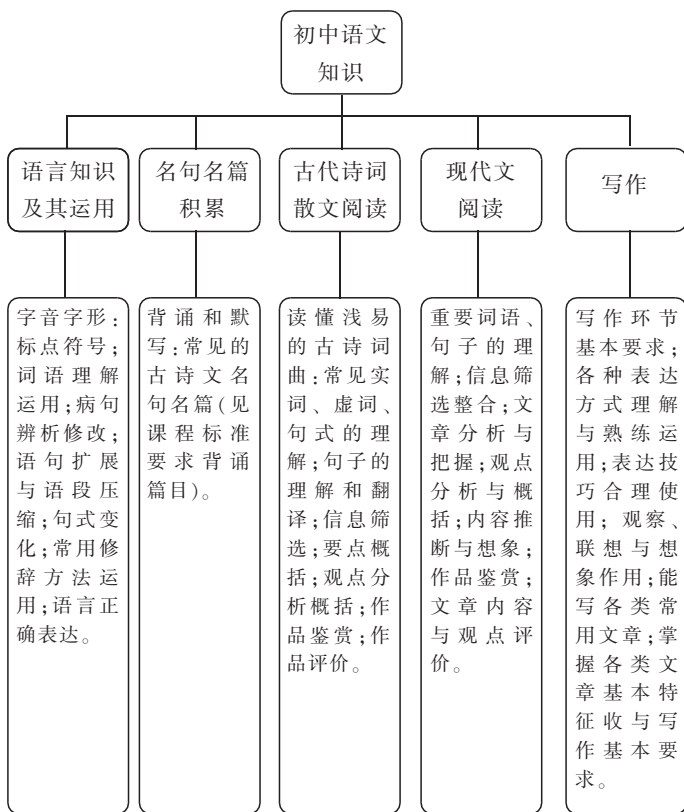 初中语文
知识
语言知识
及其运用
名句名篇
积累
古代诗词
散文阅读
现代文
阅读
写作
字音字形：
标点符号；
词语理解
运用；病句
辨析修改；
语句扩展
与语段压
缩；句式变
化；常用修
辞方法运
用；语言正
确表达。
背诵和默
写：常见的
古诗文名
句名篇（见
课程标准
要求背诵
篇目）。
读懂浅易
的古诗词
曲：常见实
词、虚词、
句式的理
解；句子的
理解和翻
译；信息筛
选；要点概
括；观点分
析概括；作
品鉴赏；作
品评价。
重要词语、
句子的理
解；信息筛
选整合；文
章分析与
把握；观点
分析与概
括；内容推
断与想象；
作品鉴赏；
文章内容
与观点评
价。
写作环节
基本要求；
各种表达
方式理解
与熟练运
用；表达技
巧合理使
用；观察、
联想与想
象作用；能
写各类常
用文章；掌
握各类文
章基本特
征收与写
作基本要
求。